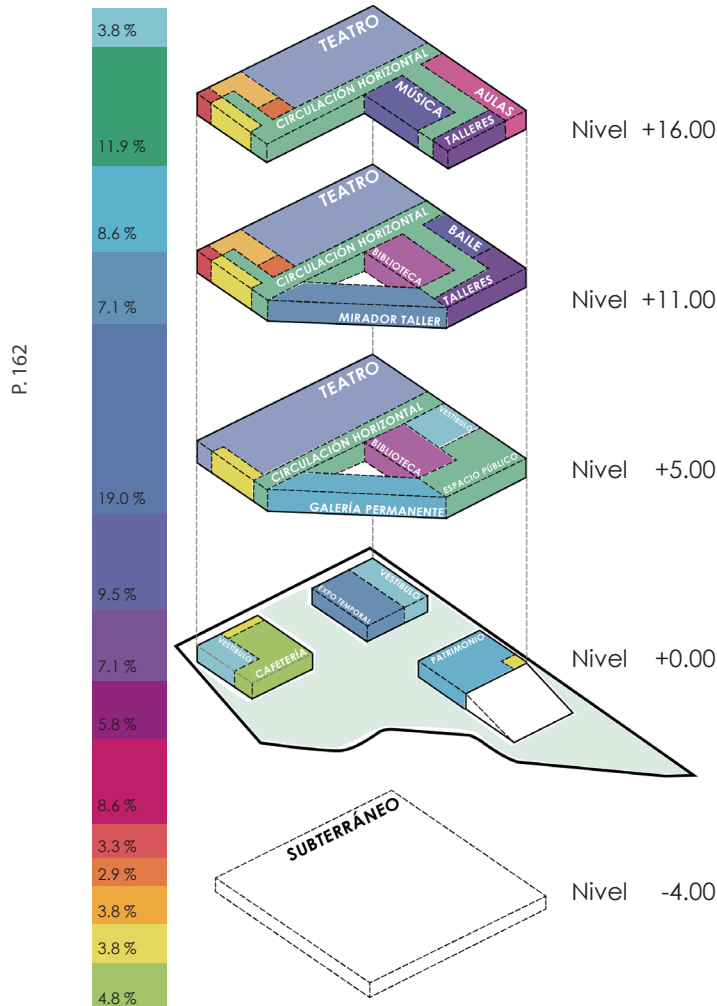 P. 162
3.8 %
11.9 %
8.6 %
7.1 %
19.0 %
9.5 %
7.1 %
5.8 %
8.6 %
3.3 %
2.9 %
3.8 %
3.8 %
4.8 %
TEATRO
CIRCULACIÓN HORIZONTAL
MÚSICA
AULAS
TALLERES
Nivel +16.00
TEATRO
CIRCULACIÓN HORIZONTAL
BAILE
BIBLIOTECA
TALLERES
MIRADOR TALLER
Nivel +11.00
TEATRO
CIRCULACIÓN HORIZONTAL
VESTÍBULO
BIBLIOTECA
ESPACIO PÚBLICO
GALERÍA PERMANENTE
Nivel +5.00
VESTÍBULO
EXPO TEMPORAL
VESTÍBULO
CAFETERÍA
PATRIMONIO
Nivel +0.00
SUBTERRÁNEO
Nivel -4.00